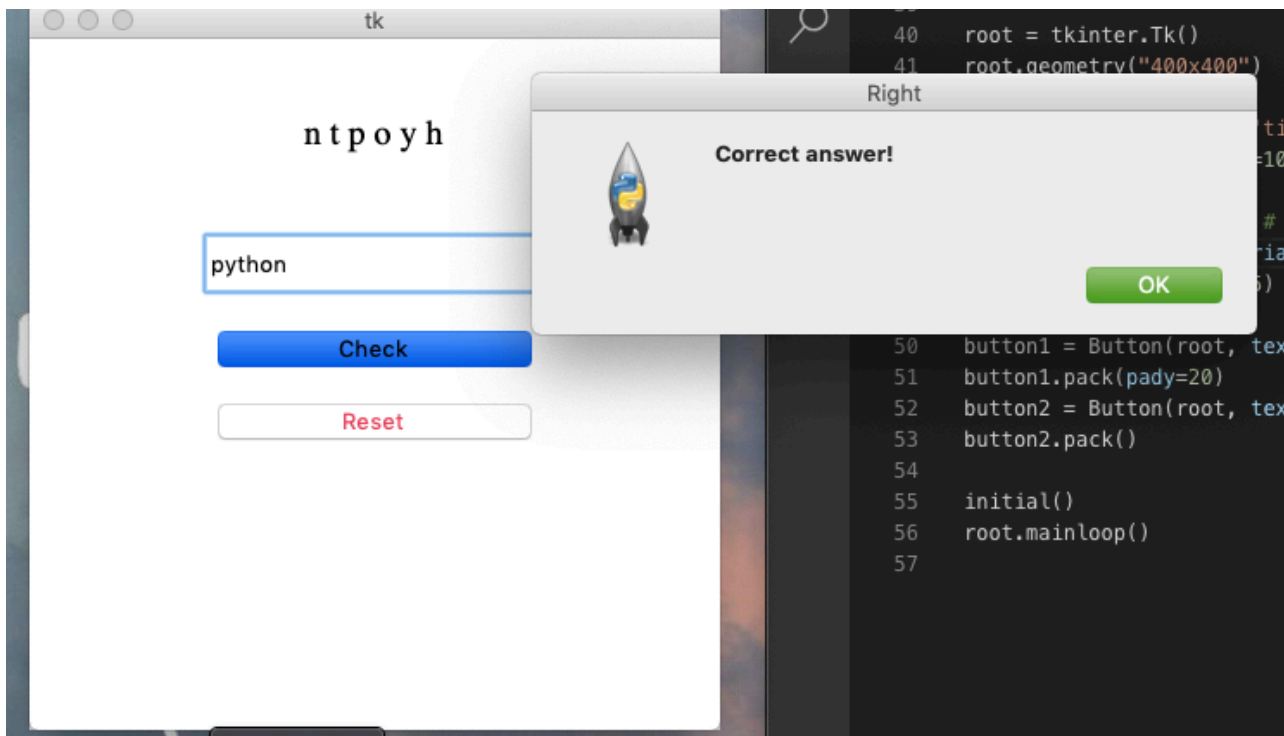 tk
n t p o y h
python
Check
Reset
Right
Correct answer!
OK
40 root = tkinter.Tk()
41 root.geometry("400x400")
50 button1 = Button(root,
51 button1.pack(pady=20)
52 button2 = Button(root,
53 button2.pack()
54
55 initial()
56 root.mainloop()
57